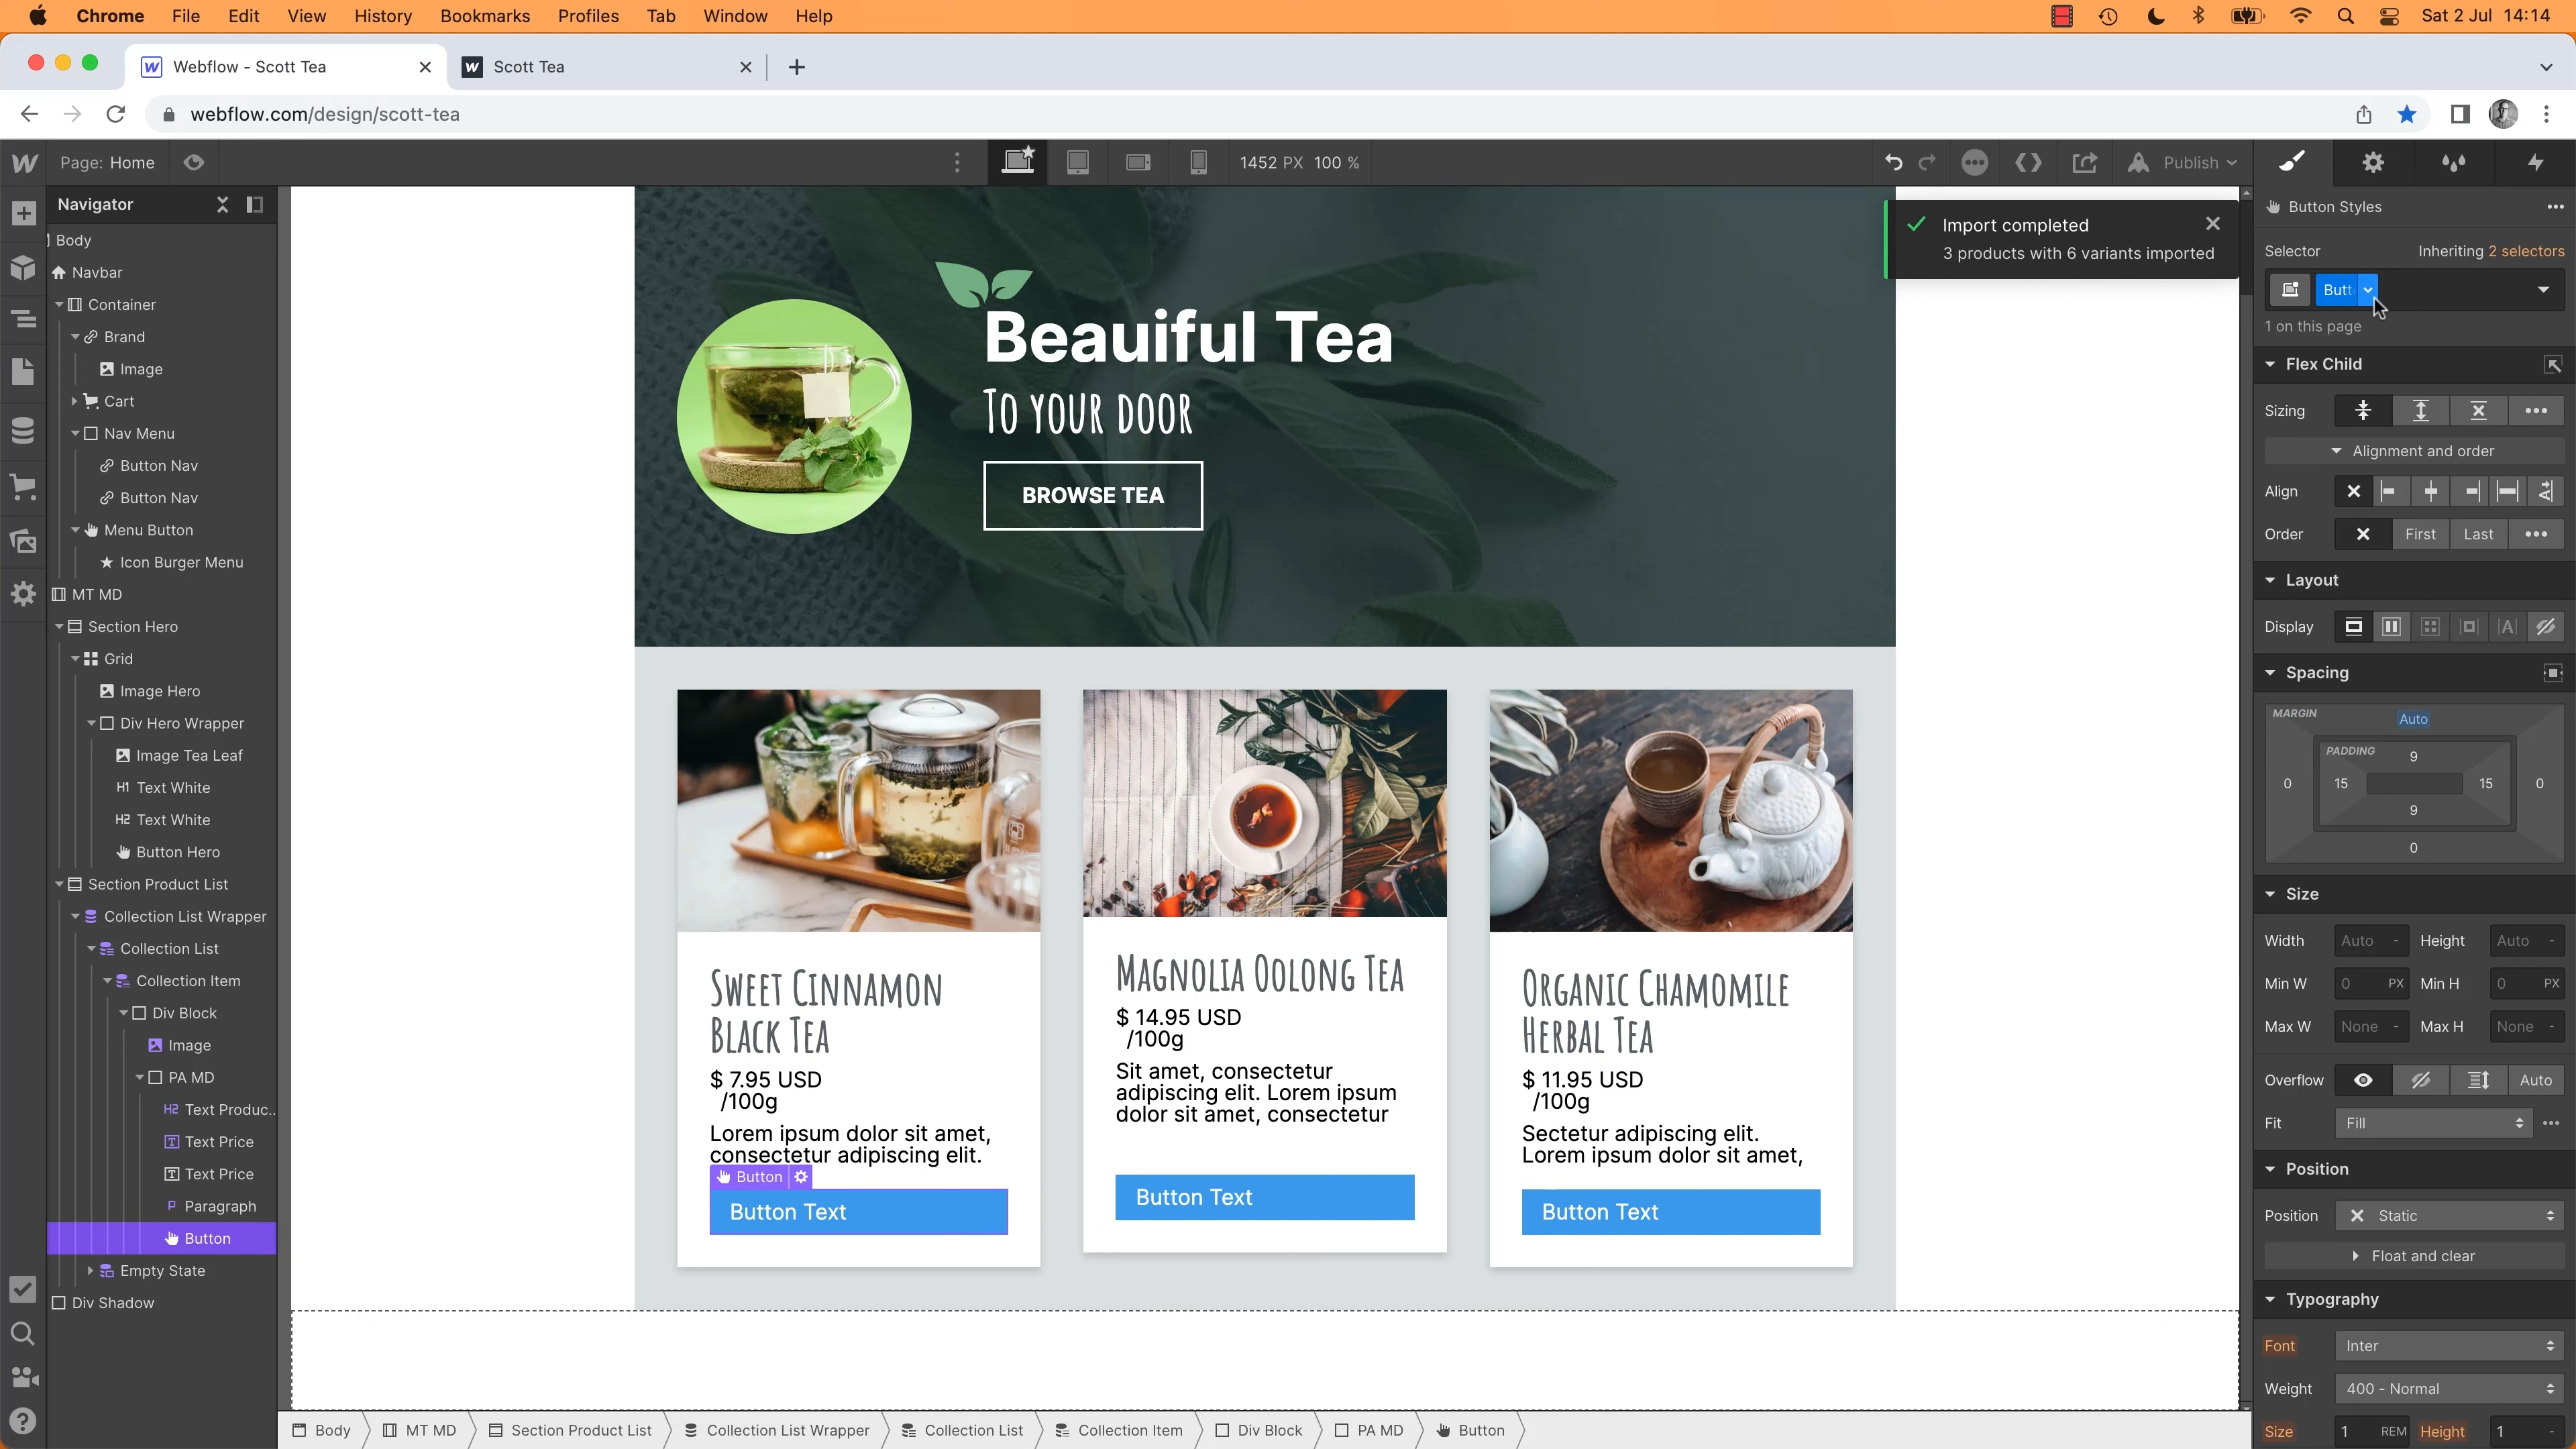 Chrome File Edit View History Bookmarks Profiles Tab Window Help
Sat 2 Jul 14:14
Webflow - Scott Tea
Scott Tea
webflow.com/design/scott-tea
Page: Home
1452 PX 100 %
Publish
Navigator
Body
Navbar
Container
Brand
Image
Cart
Nav Menu
Button Nav
Button Nav
Menu Button
Icon Burger Menu
MT MD
Section Hero
Grid
Image Hero
Div Hero Wrapper
Image Tea Leaf
H1 Text White
H2 Text White
Button Hero
Section Product List
Collection List Wrapper
Collection List
Collection Item
Div Block
Image
PA MD
H2 Text Produc...
Text Price
Text Price
P Paragraph
Button
Empty State
Div Shadow
Beauiful Tea
To your door
BROWSE TEA
Import completed
3 products with 6 variants imported
Sweet Cinnamon
Black Tea
$ 7.95 USD
/100g
Lorem ipsum dolor sit amet,
consectetur adipiscing elit.
Button
Button Text
Magnolia Oolong Tea
$ 14.95 USD
/100g
Sit amet, consectetur
adipiscing elit. Lorem ipsum
dolor sit amet, consectetur
Button Text
Organic Chamomile
Herbal Tea
$ 11.95 USD
/100g
Sectetur adipiscing elit.
Lorem ipsum dolor sit amet,
Button Text
Body MT MD Section Product List Collection List Wrapper Collection List Collection Item Div Block PA MD Button
Button Styles
Selector Inheriting 2 selectors
Butt
1 on this page
Flex Child
Sizing
Alignment and order
Align
Order First Last
Layout
Display
Spacing
MARGIN Auto
PADDING 9
0 15 15 0
9
0
Size
Width Auto - Height Auto -
Min W 0 PX Min H 0 PX
Max W None - Max H None -
Overflow Auto
Fit Fill
Position
Position Static
Float and clear
Typography
Font Inter
Weight 400 - Normal
Size 1 REM Height 1 -